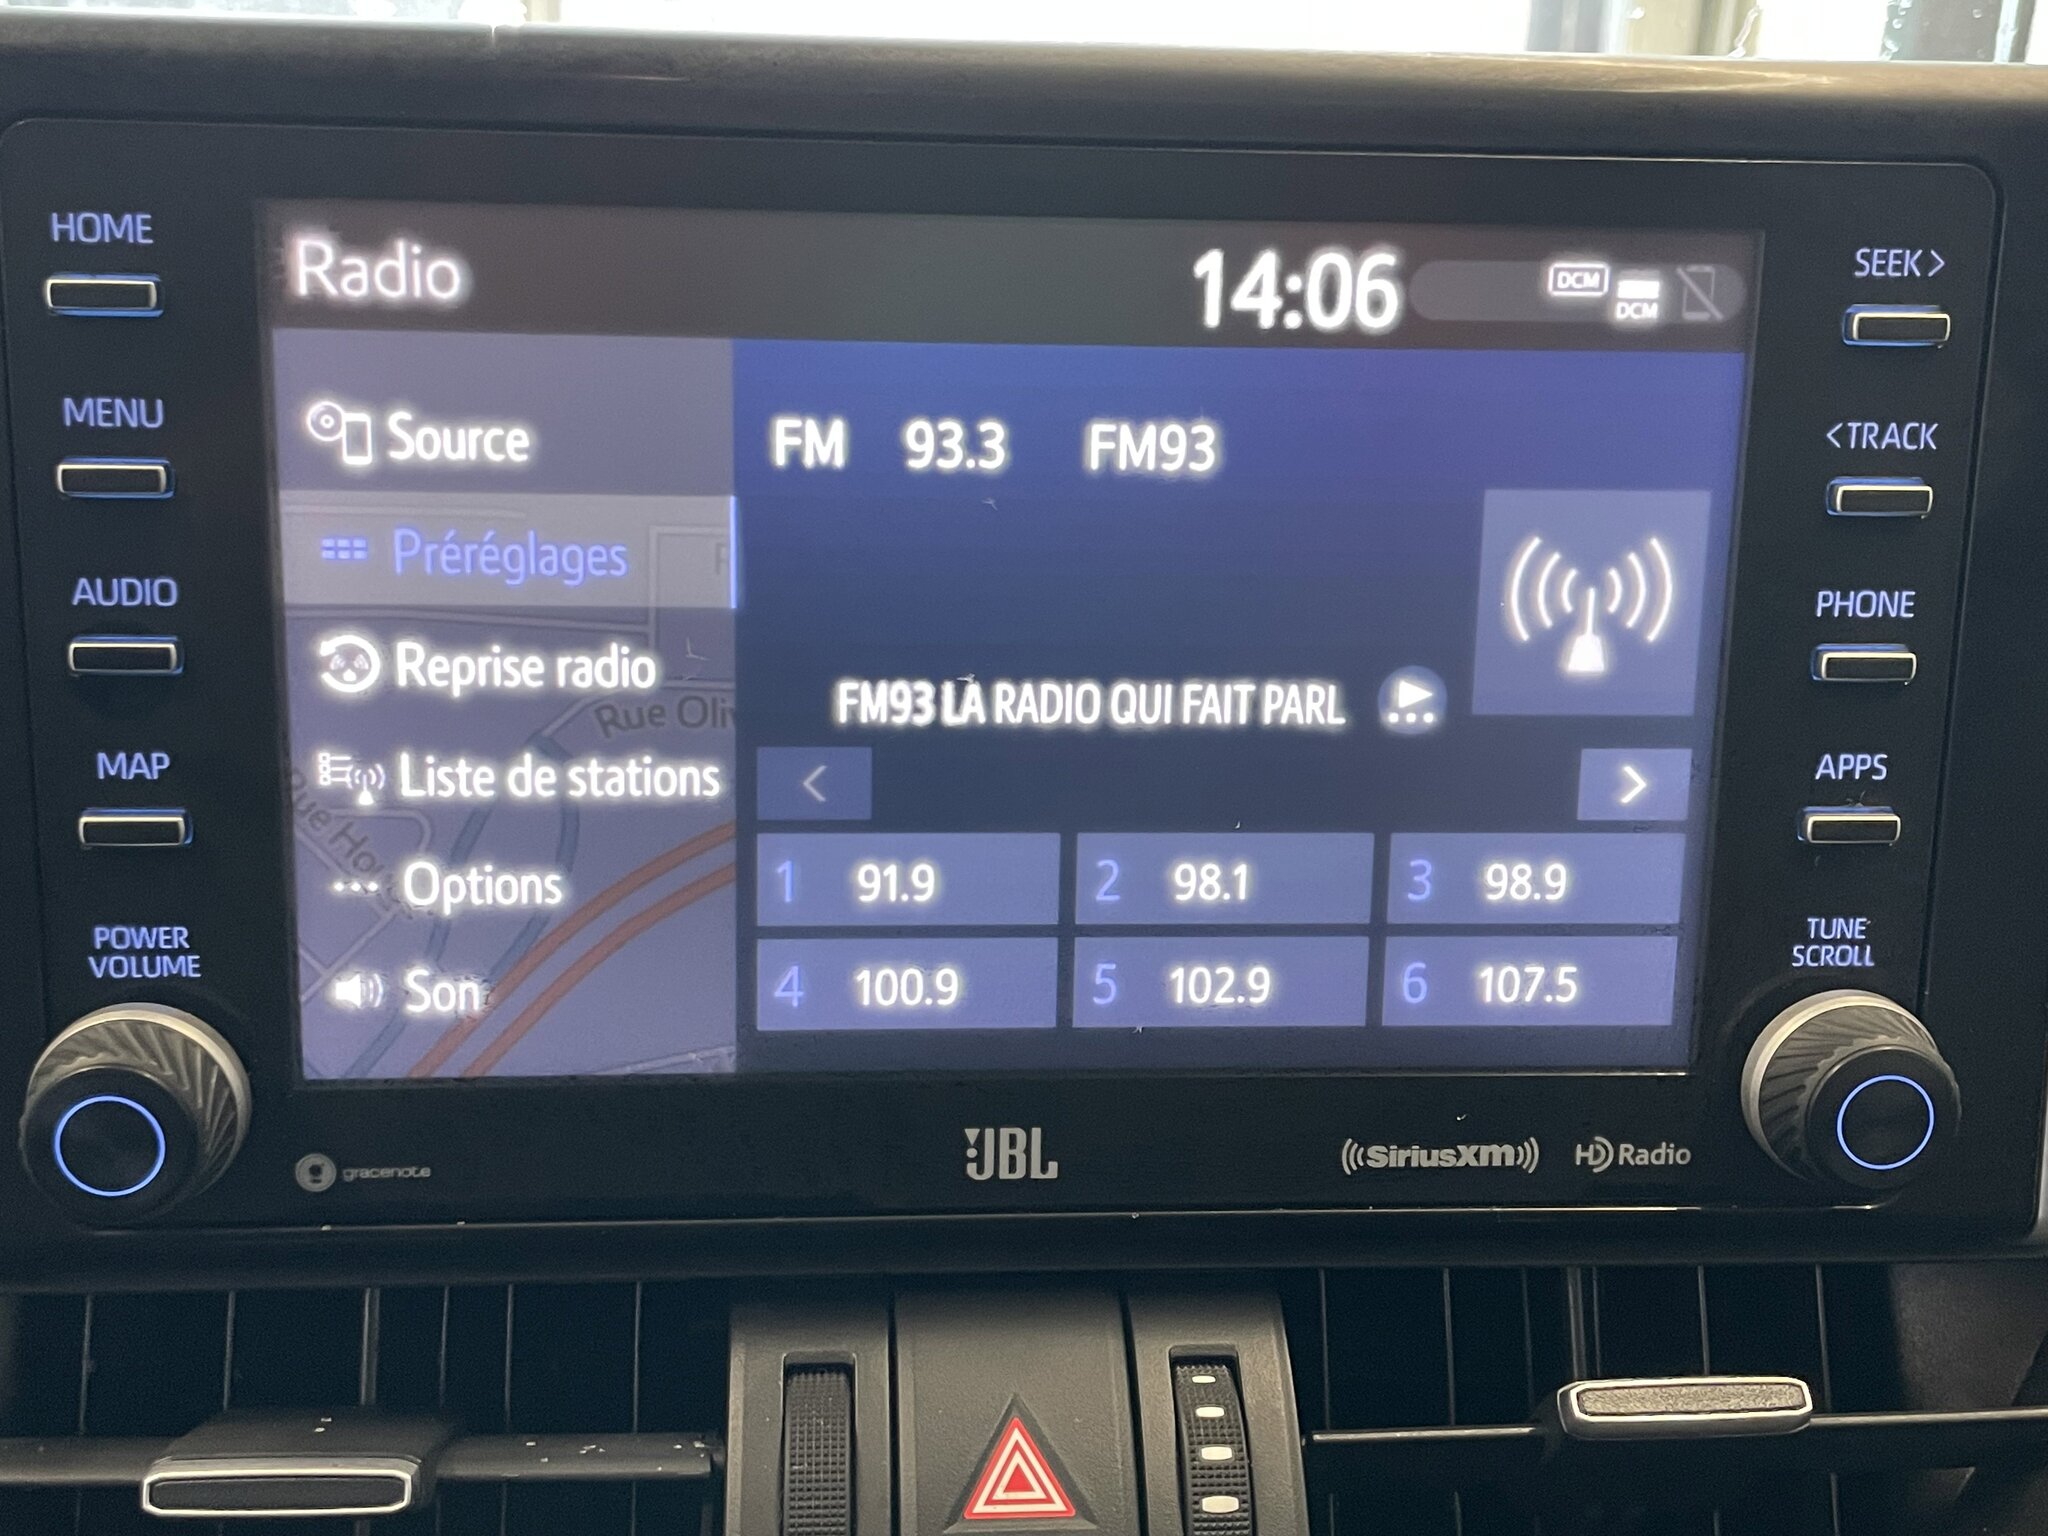 HOME
MENU
AUDIO
MAP
POWER
VOLUME
Radio
14:06
DCM
DCM
Source
Préréglages
Reprise radio
Rue Oliv
Liste de stations
Options
Son
FM 93.3 FM93
FM93 LA RADIO QUI FAIT PARL
1 91.9
2 98.1
3 98.9
4 100.9
5 102.9
6 107.5
SEEK >
< TRACK
PHONE
APPS
TUNE
SCROLL
gracenote
JBL
((SiriusXM))
HD Radio